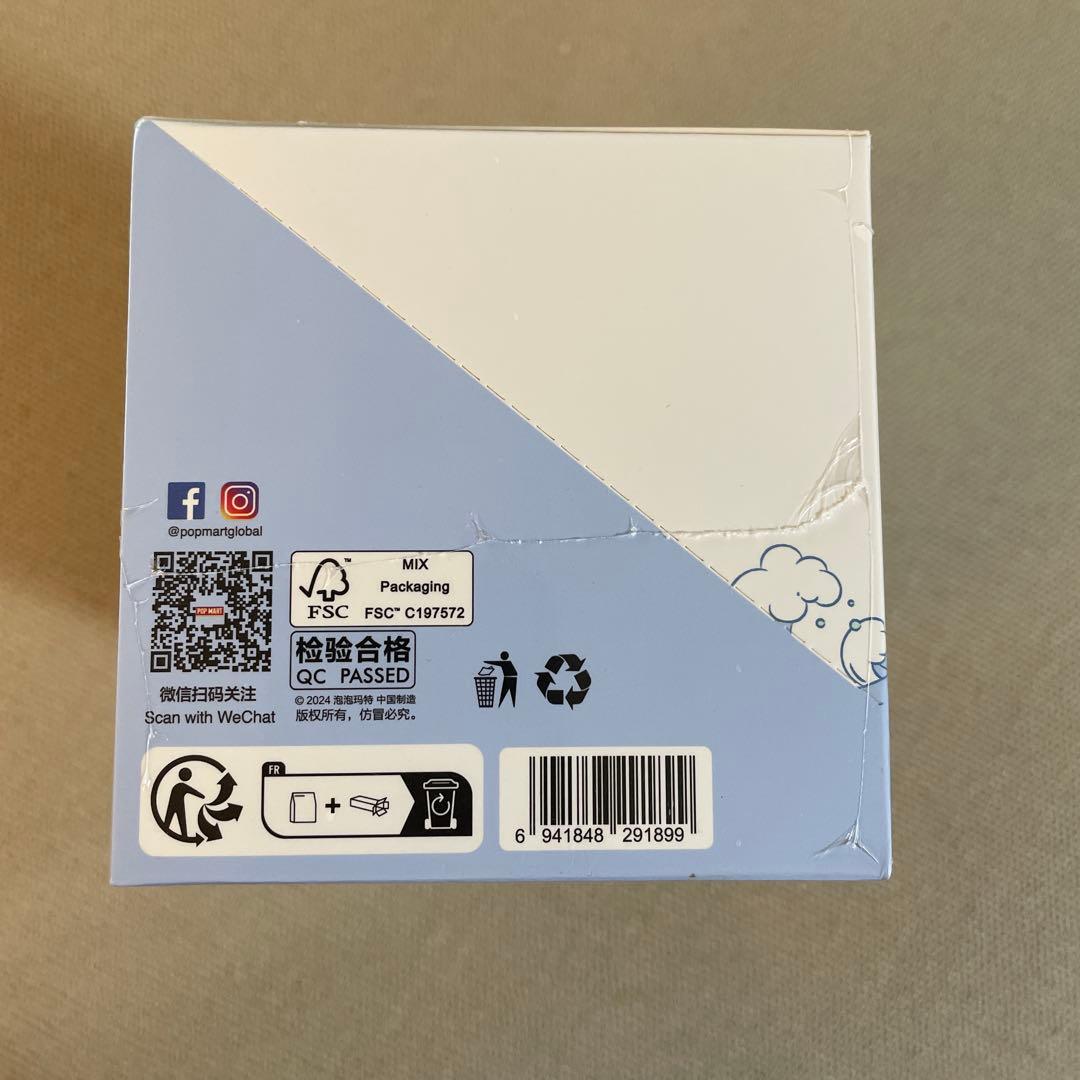 @popmartglobal
POP MART
微信扫码关注
Scan with WeChat
MIX
Packaging
FSC™ C197572
™
FSC
检验合格
QC PASSED
© 2024 泡泡玛特 中国制造
版权所有，仿冒必究。
FR
6 941848 291899